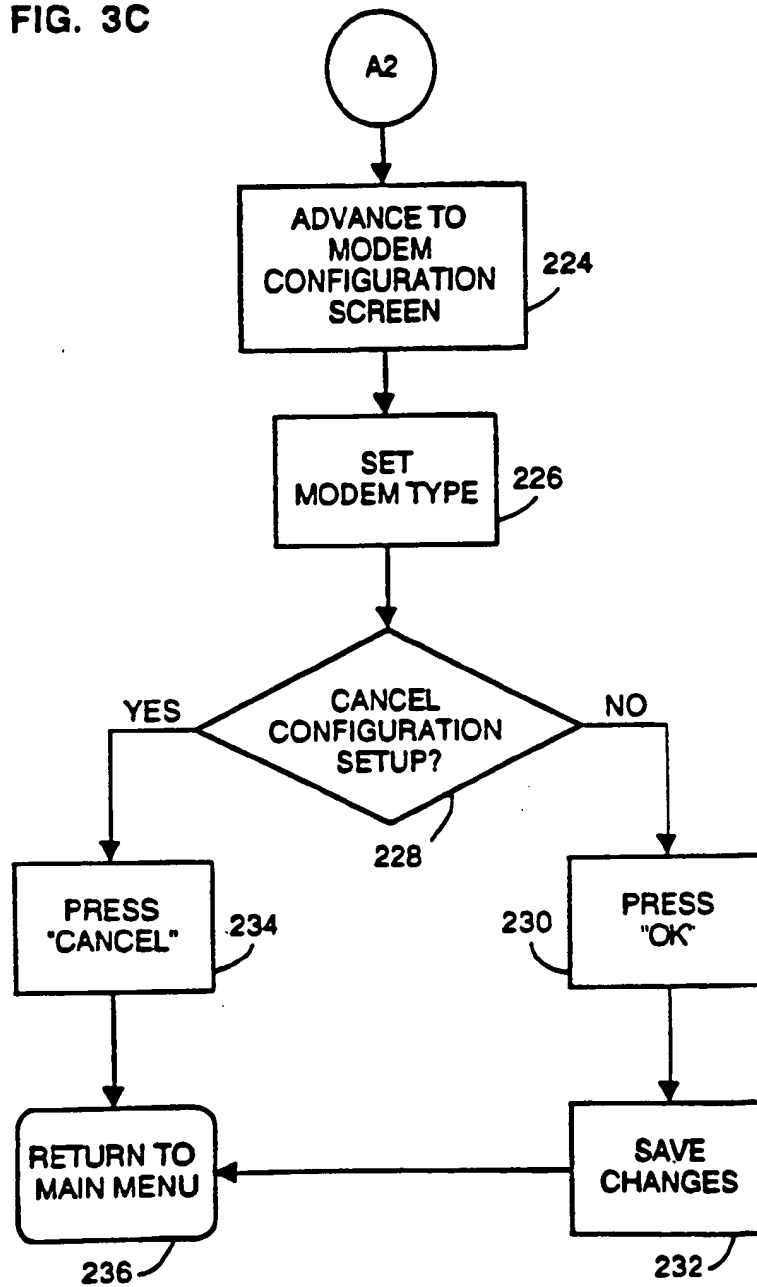 FIG. 3C
A2
ADVANCE TO
MODEM
CONFIGURATION
SCREEN
224
SET
MODEM TYPE
226
YES
CANCEL
CONFIGURATION
SETUP?
NO
228
PRESS
"CANCEL"
234
230
PRESS
"OK"
RETURN TO
MAIN MENU
236
SAVE
CHANGES
232